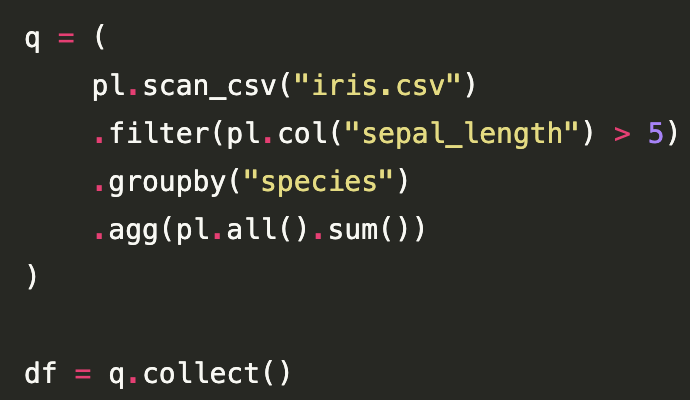 q = (
    pl.scan_csv("iris.csv")
    .filter(pl.col("sepal_length") > 5)
    .groupby("species")
    .agg(pl.all().sum())
)

df = q.collect()